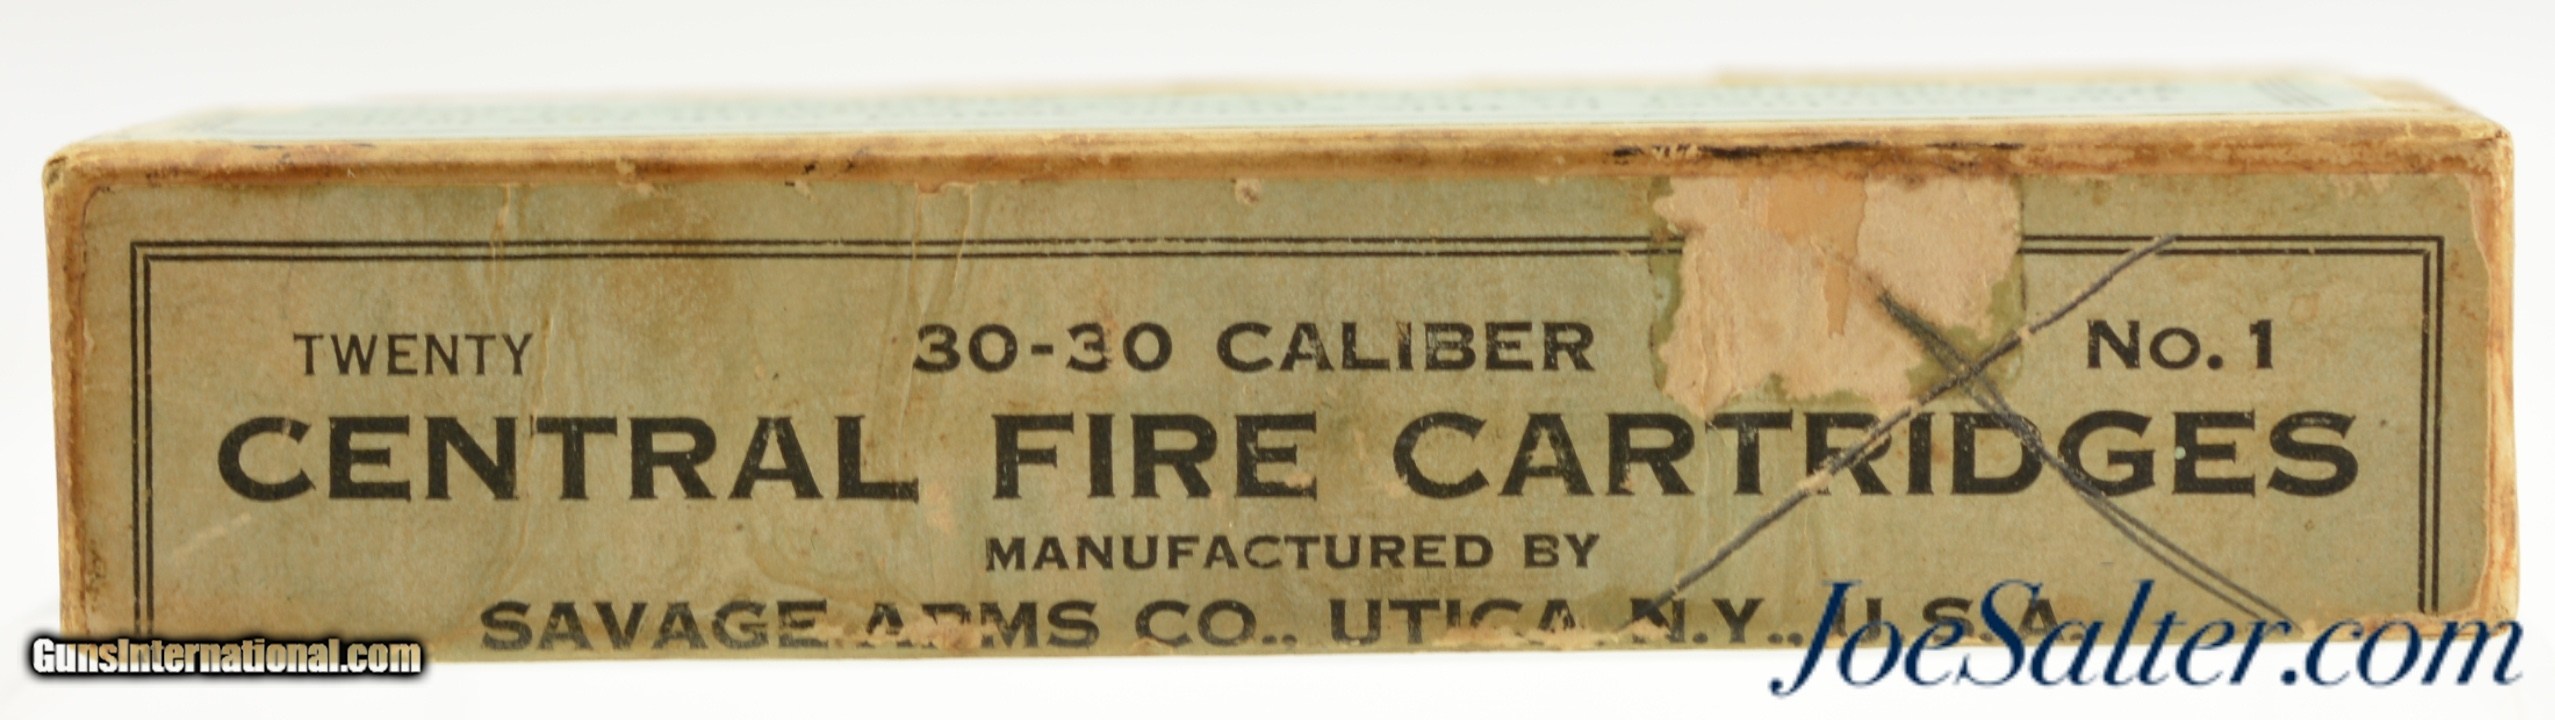 TWENTY 30-30 CALIBER No. 1
CENTRAL FIRE CARTRIDGES
MANUFACTURED BY
SAVAGE ARMS CO., UTICA, N.Y., U.S.A.
GunsInternational.com
JoeSalter.com